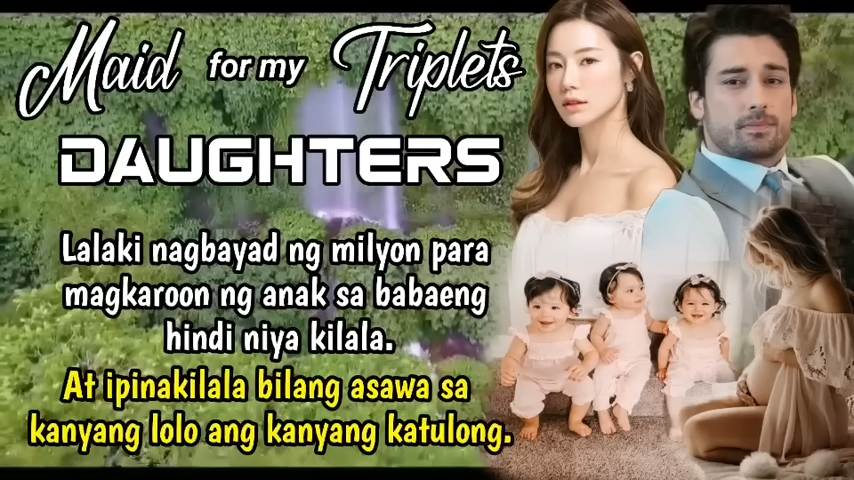 Maid for my Triplets
DAUGHTERS
Lalaki nagbayad ng milyon para
magkaroon ng anak sa babaeng
hindi niya kilala.
At ipinakilala bilang asawa sa
kanyang lolo ang kanyang katulong.